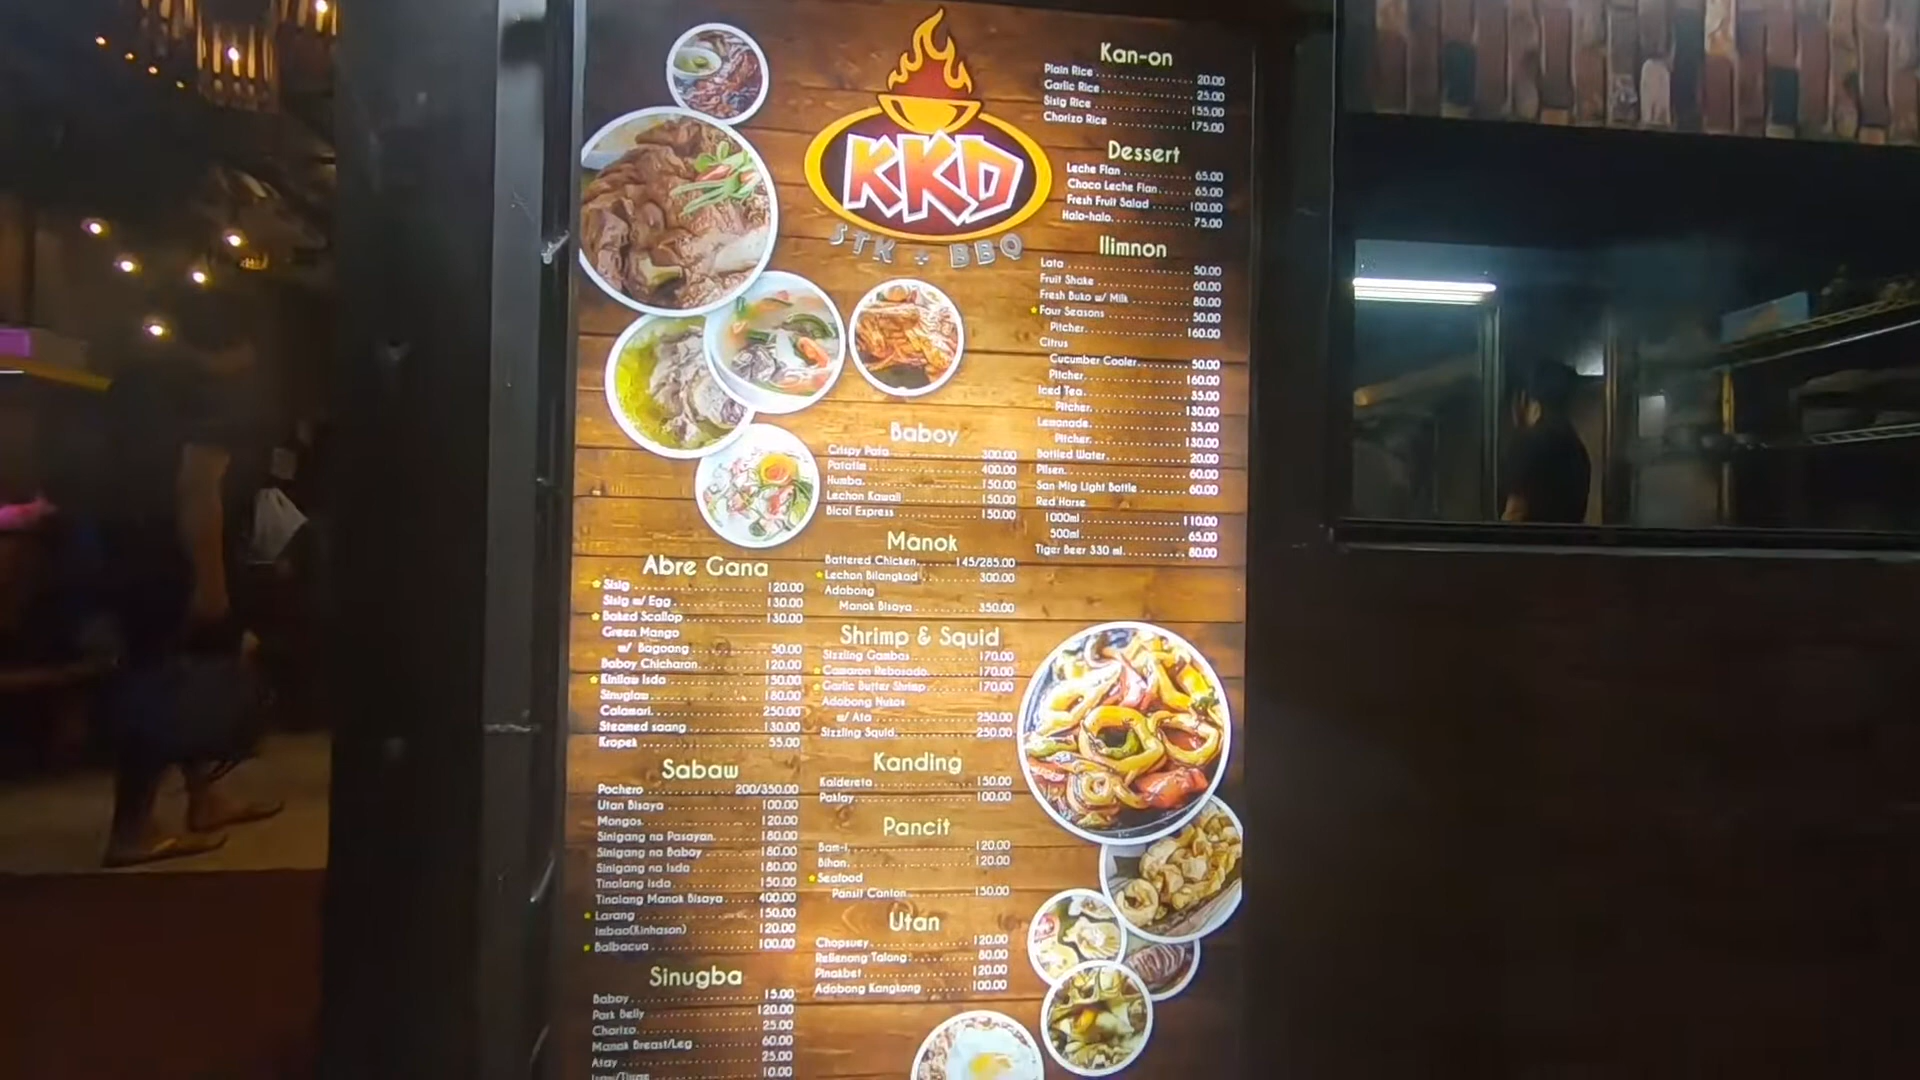 KKD
STK + BBQ
Kan-on
Plain Rice 20.00
Garlic Rice 25.00
Sisig Rice 155.00
Chorizo Rice 175.00
Dessert
Leche Flan 65.00
Choco Leche Flan 65.00
Fresh Fruit Salad 100.00
Halo-halo 75.00
Ilimnon
Lata 50.00
Fruit Shake 60.00
Fresh Buko w/ Milk 80.00
Four Seasons 50.00
Pitcher 160.00
Citrus
Cucumber Cooler 50.00
Pitcher 160.00
Iced Tea 35.00
Pitcher 130.00
Lemonade 35.00
Pitcher 130.00
Bottled Water 20.00
Pilsen 60.00
San Mig Light Bottle 60.00
Red Horse
1000ml 110.00
500ml 65.00
Tiger Beer 330 ml 80.00
Baboy
Crispy Pata 300.00
Patatim 400.00
Humba 150.00
Lechon Kawali 150.00
Bicol Express 150.00
Manok
Battered Chicken 145/285.00
Lechon Bilangkad 300.00
Adobong
Manok Bisaya 350.00
Shrimp & Squid
Sizzling Gambas 170.00
Camaron Rebosado 170.00
Garlic Butter Shrimp 170.00
Adobong Nukos
w/ Ata 250.00
Sizzling Squid 250.00
Kanding
Kaldereta 150.00
Paklay 100.00
Pancit
Bam-i 120.00
Bihon 120.00
Seafood
Pansit Canton 150.00
Utan
Chopsuey 120.00
Rellenong Talong 80.00
Pinakbet 120.00
Adobong Kangkong 100.00
Abre Gana
Sisig 120.00
Sisig w/ Egg 130.00
Baked Scallop 130.00
Green Mango
w/ Bagoong 50.00
Baboy Chicharon 120.00
Kinilaw Isda 150.00
Sinuglaw 180.00
Calamari 250.00
Steamed saang 130.00
Kropek 55.00
Sabaw
Pochero 200/350.00
Utan Bisaya 100.00
Mongos 120.00
Sinigang na Pasayan 180.00
Sinigang na Baboy 180.00
Sinigang na Isda 180.00
Tinolang Isda 150.00
Tinolang Manok Bisaya 400.00
Larang 150.00
Imbao(Kinhason) 120.00
Balbacua 100.00
Sinugba
Baboy 15.00
Pork Belly 120.00
Chorizo 25.00
Manok Breast/Leg 60.00
Atay 25.00
10.00